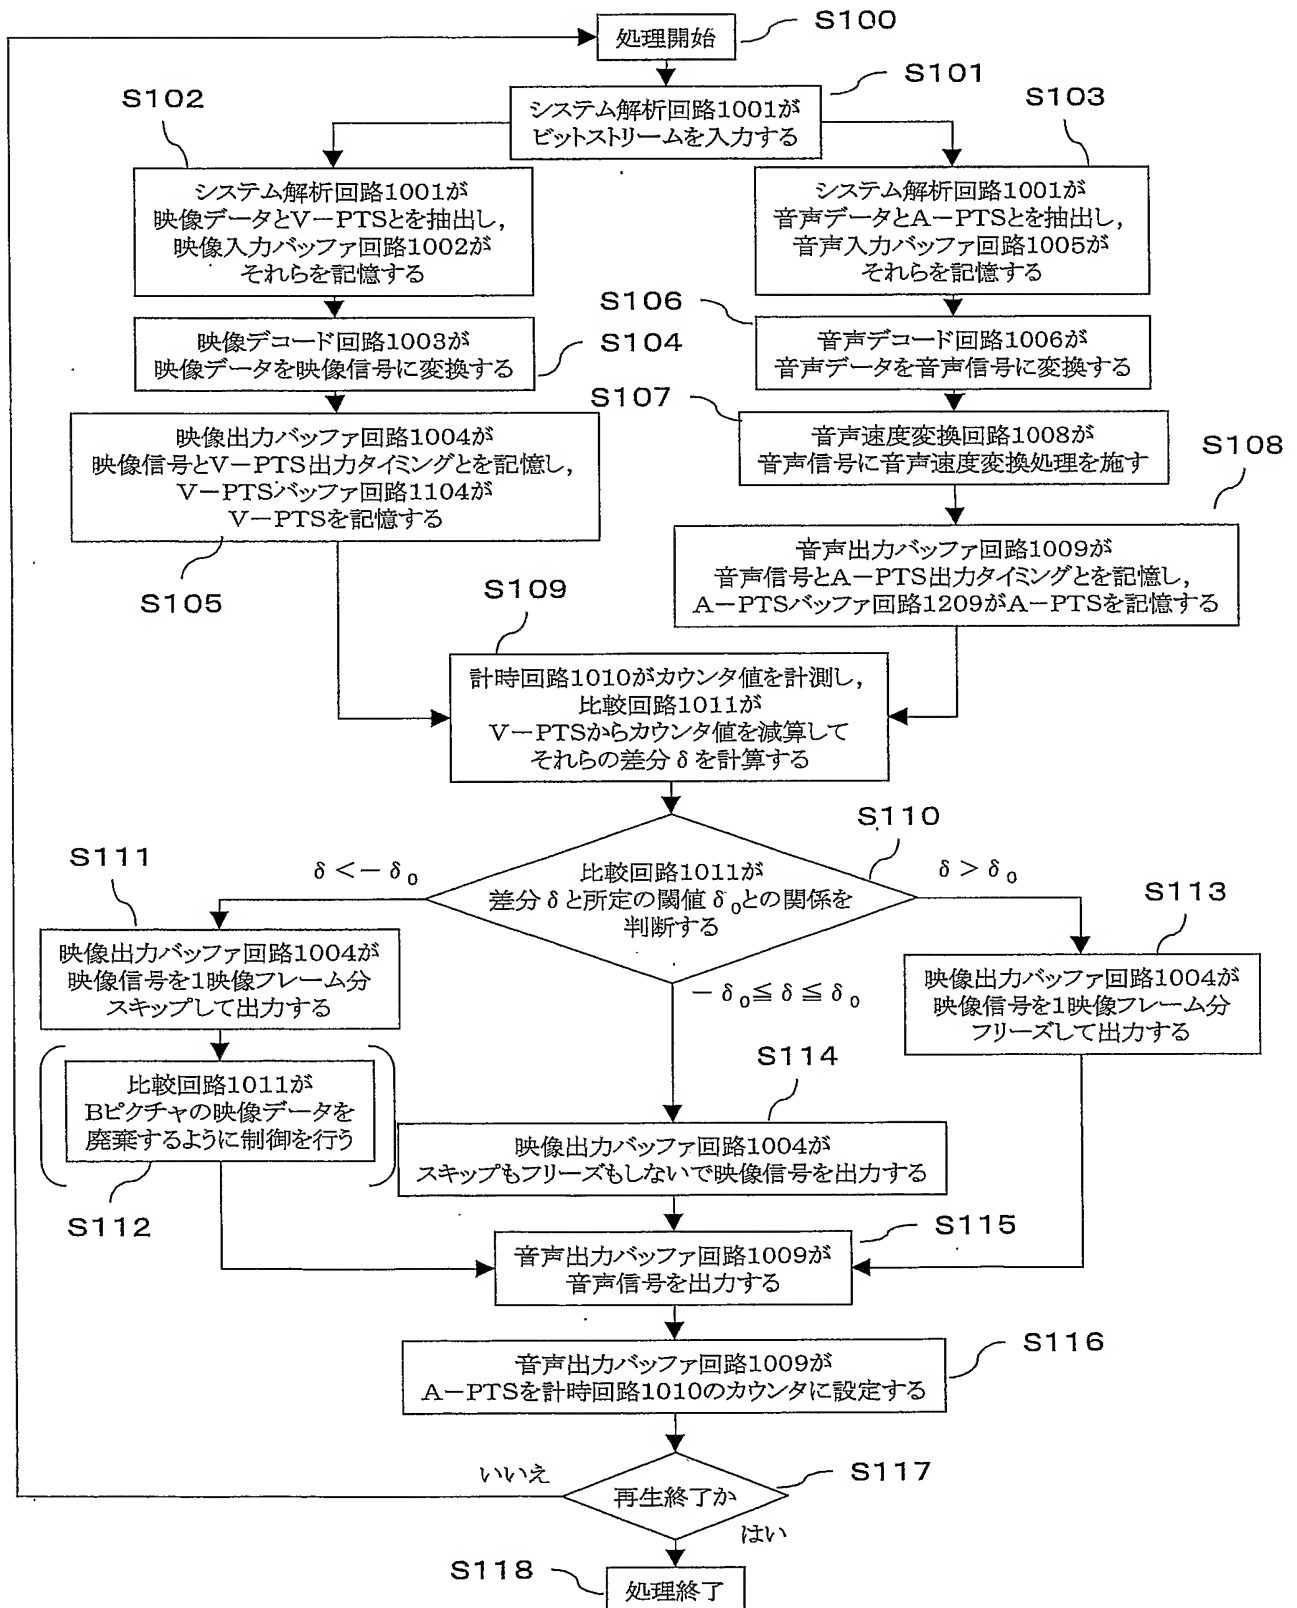 S100
処理開始
S101
システム解析回路1001が
ビットストリームを入力する
S102
システム解析回路1001が
映像データとV－PTSとを抽出し,
映像入力バッファ回路1002が
それらを記憶する
S103
システム解析回路1001が
音声データとA－PTSとを抽出し,
音声入力バッファ回路1005が
それらを記憶する
S104
映像デコード回路1003が
映像データを映像信号に変換する
S106
音声デコード回路1006が
音声データを音声信号に変換する
S105
映像出力バッファ回路1004が
映像信号とV－PTS出力タイミングとを記憶し,
V－PTSバッファ回路1104が
V－PTSを記憶する
S107
音声速度変換回路1008が
音声信号に音声速度変換処理を施す
S108
音声出力バッファ回路1009が
音声信号とA－PTS出力タイミングとを記憶し,
A－PTSバッファ回路1209がA－PTSを記憶する
S109
計時回路1010がカウンタ値を計測し,
比較回路1011が
V－PTSからカウンタ値を減算して
それらの差分δを計算する
S110
比較回路1011が
差分δと所定の閾値δ0との関係を
判断する
δ＜－δ0
δ＞δ0
－δ0≦δ≦δ0
S111
映像出力バッファ回路1004が
映像信号を1映像フレーム分
スキップして出力する
S113
映像出力バッファ回路1004が
映像信号を1映像フレーム分
フリーズして出力する
S112
比較回路1011が
Bピクチャの映像データを
廃棄するように制御を行う
S114
映像出力バッファ回路1004が
スキップもフリーズもしないで映像信号を出力する
S115
音声出力バッファ回路1009が
音声信号を出力する
S116
音声出力バッファ回路1009が
A－PTSを計時回路1010のカウンタに設定する
S117
再生終了か
いいえ
はい
S118
処理終了